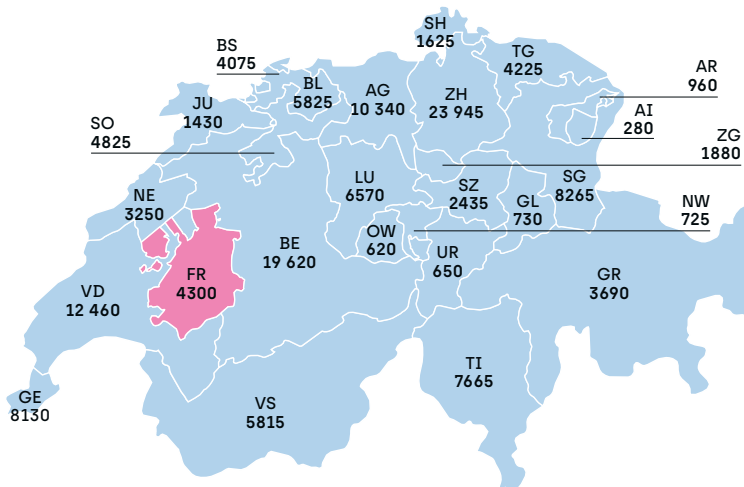 SH
1625
BS
4075
TG
4225
BL
5825
AG
10 340
ZH
23 945
AR
960
JU
1430
AI
280
SO
4825
ZG
1880
LU
6570
SZ
2435
GL
730
SG
8265
NE
3250
NW
725
OW
620
BE
19 620
UR
650
FR
4300
GR
3690
VD
12 460
TI
7665
GE
8130
VS
5815